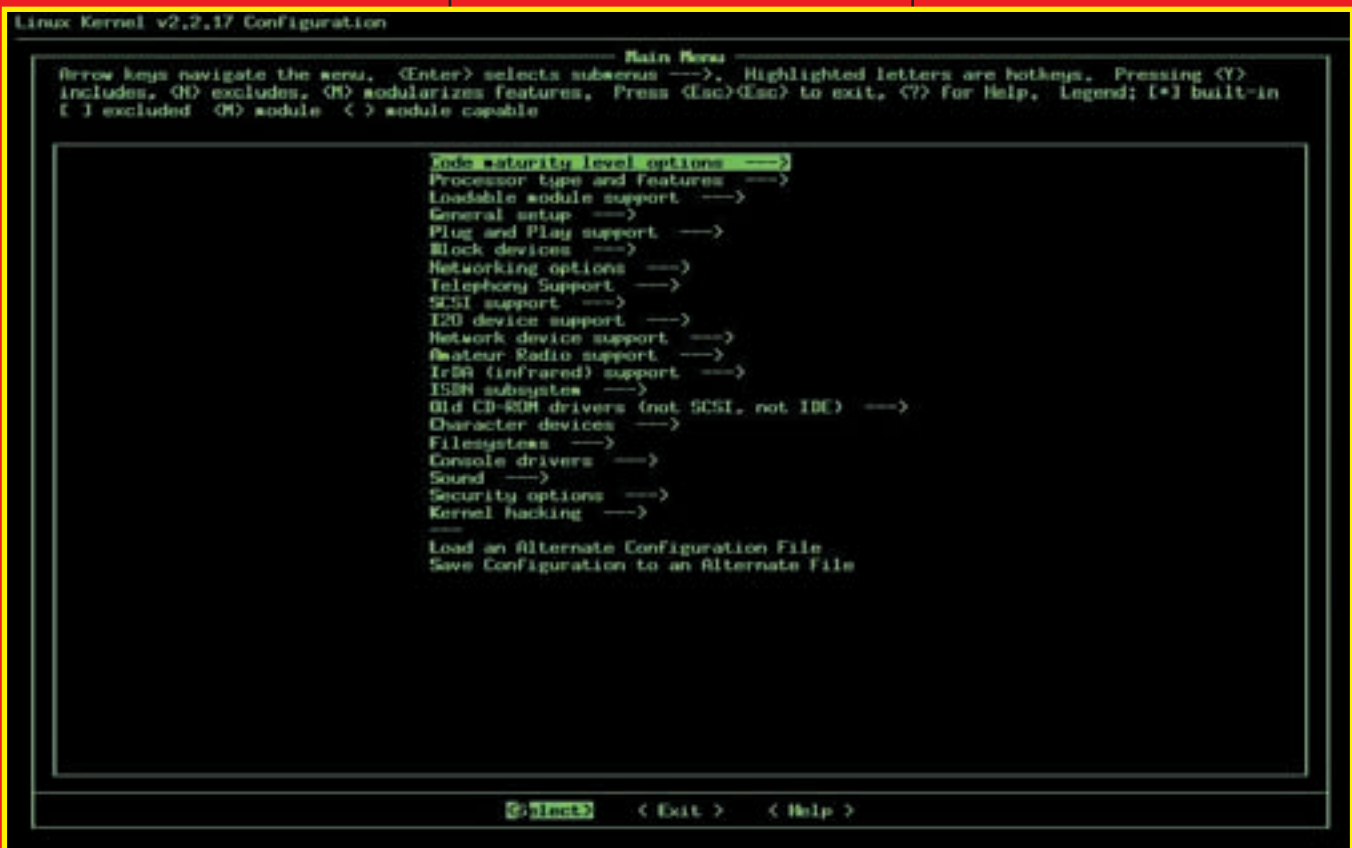 Linux Kernel v2.2.17 Configuration
Main Menu
Arrow keys navigate the menu. <Enter> selects submenus --->. Highlighted letters are hotkeys. Pressing <Y>
includes, <N> excludes, <M> modularizes features. Press <Esc><Esc> to exit, <?> for Help. Legend: [*] built-in
[ ] excluded <M> module < > module capable
Code maturity level options --->
Processor type and features --->
Loadable module support --->
General setup --->
Plug and Play support --->
Block devices --->
Networking options --->
Telephony Support --->
SCSI support --->
I2O device support --->
Network device support --->
Amateur Radio support --->
IrDA (infrared) support --->
ISDN subsystem --->
Old CD-ROM drivers (not SCSI, not IDE) --->
Character devices --->
Filesystems --->
Console drivers --->
Sound --->
Security options --->
Kernel hacking --->
---
Load an Alternate Configuration File
Save Configuration to an Alternate File
<Select> < Exit > < Help >